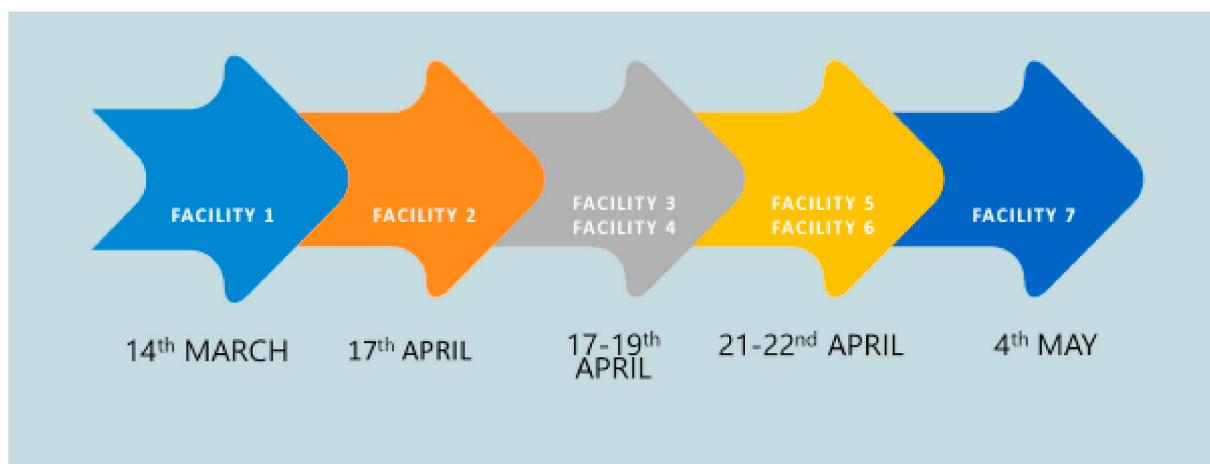 FACILITY 1
FACILITY 2
FACILITY 3
FACILITY 4
FACILITY 5
FACILITY 6
FACILITY 7
14th MARCH
17th APRIL
17-19th
APRIL
21-22nd APRIL
4th MAY